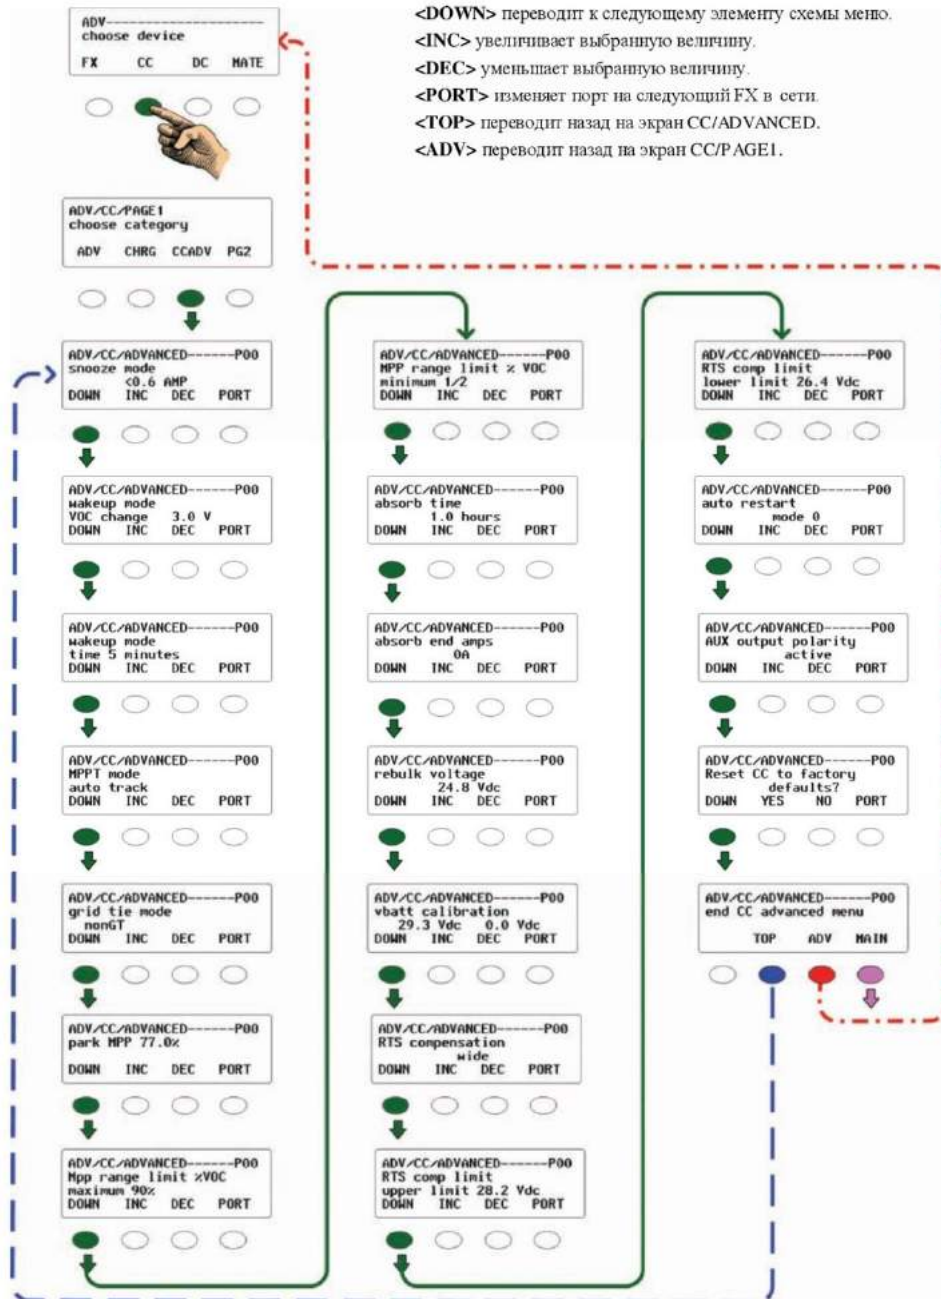 ADV--------------------
choose device
FX CC DC MATE
<DOWN> переводит к следующему элементу схемы меню.
<INC> увеличивает выбранную величину.
<DEC> уменьшает выбранную величину.
<PORT> изменяет порт на следующий FX в сети.
<TOP> переводит назад на экран CC/ADVANCED.
<ADV> переводит назад на экран CC/PAGE1.
ADV/CC/PAGE1
choose category
ADV CHRG CCADV PG2
ADV/CC/ADVANCED------P00
snooze mode
<0.6 AMP
DOWN INC DEC PORT
ADV/CC/ADVANCED------P00
wakeup mode
VOC change 3.0 V
DOWN INC DEC PORT
ADV/CC/ADVANCED------P00
wakeup mode
time 5 minutes
DOWN INC DEC PORT
ADV/CC/ADVANCED------P00
MPPT mode
auto track
DOWN INC DEC PORT
ADV/CC/ADVANCED------P00
grid tie mode
nonGT
DOWN INC DEC PORT
ADV/CC/ADVANCED------P00
park MPP 77.0%
DOWN INC DEC PORT
ADV/CC/ADVANCED------P00
Mpp range limit %VOC
maximum 90%
DOWN INC DEC PORT
ADV/CC/ADVANCED------P00
MPP range limit % VOC
minimum 1/2
DOWN INC DEC PORT
ADV/CC/ADVANCED------P00
absorb time
1.0 hours
DOWN INC DEC PORT
ADV/CC/ADVANCED------P00
absorb end amps
0A
DOWN INC DEC PORT
ADV/CC/ADVANCED------P00
rebulk voltage
24.8 Vdc
DOWN INC DEC PORT
ADV/CC/ADVANCED------P00
vbatt calibration
29.3 Vdc 0.0 Vdc
DOWN INC DEC PORT
ADV/CC/ADVANCED------P00
RTS compensation
wide
DOWN INC DEC PORT
ADV/CC/ADVANCED------P00
RTS comp limit
upper limit 28.2 Vdc
DOWN INC DEC PORT
ADV/CC/ADVANCED------P00
RTS comp limit
lower limit 26.4 Vdc
DOWN INC DEC PORT
ADV/CC/ADVANCED------P00
auto restart
mode 0
DOWN INC DEC PORT
ADV/CC/ADVANCED------P00
AUX output polarity
active
DOWN INC DEC PORT
ADV/CC/ADVANCED------P00
Reset CC to factory
defaults?
DOWN YES NO PORT
ADV/CC/ADVANCED------P00
end CC advanced menu
TOP ADV MAIN